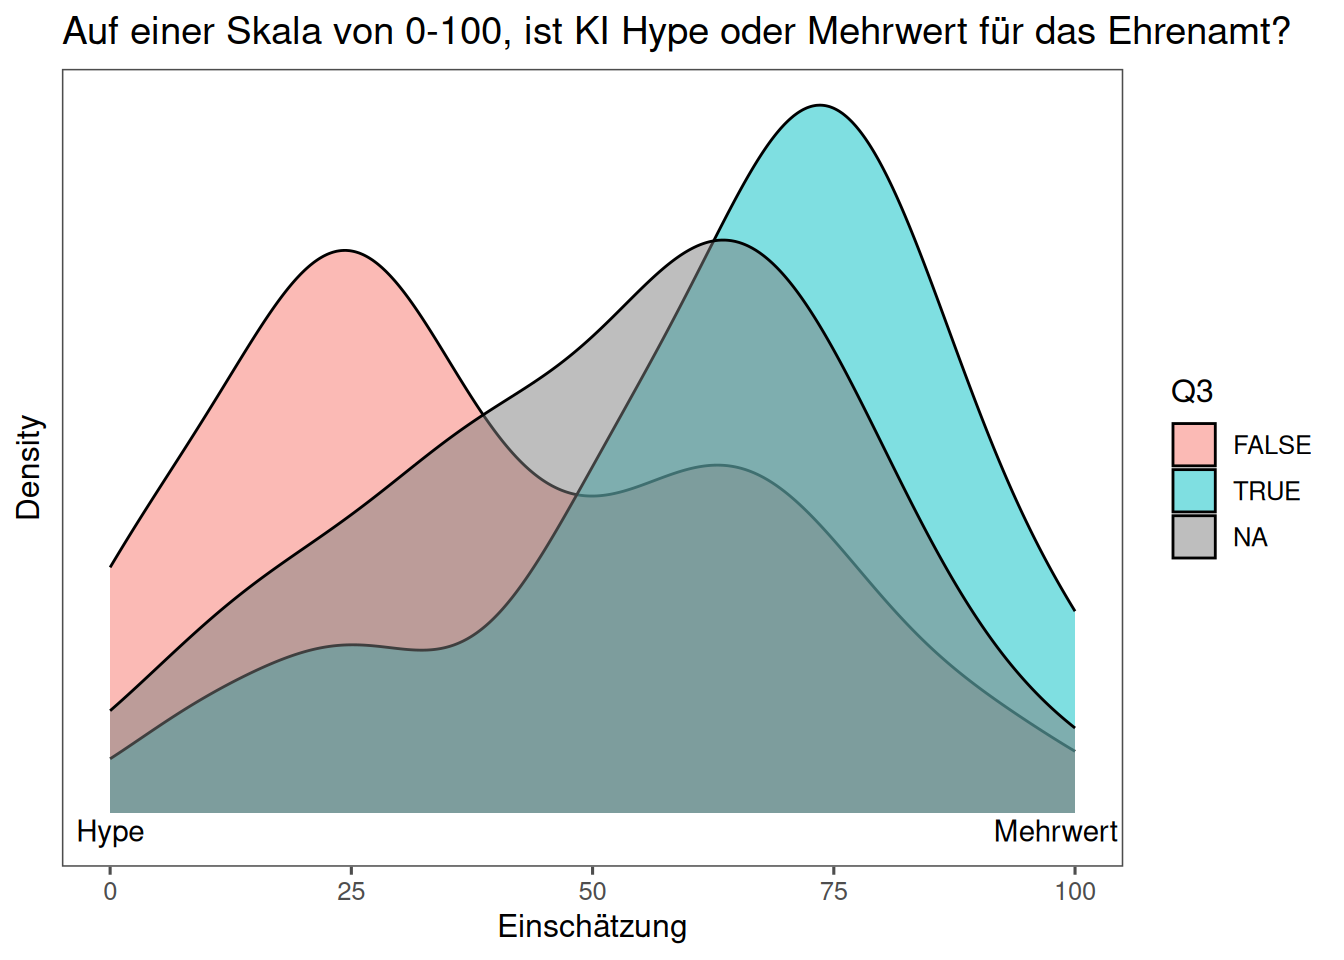 Auf einer Skala von 0-100, ist KI Hype oder Mehrwert für das Ehrenamt?
Density
Hype
Mehrwert
0
25
50
75
100
Einschätzung
Q3
FALSE
TRUE
NA